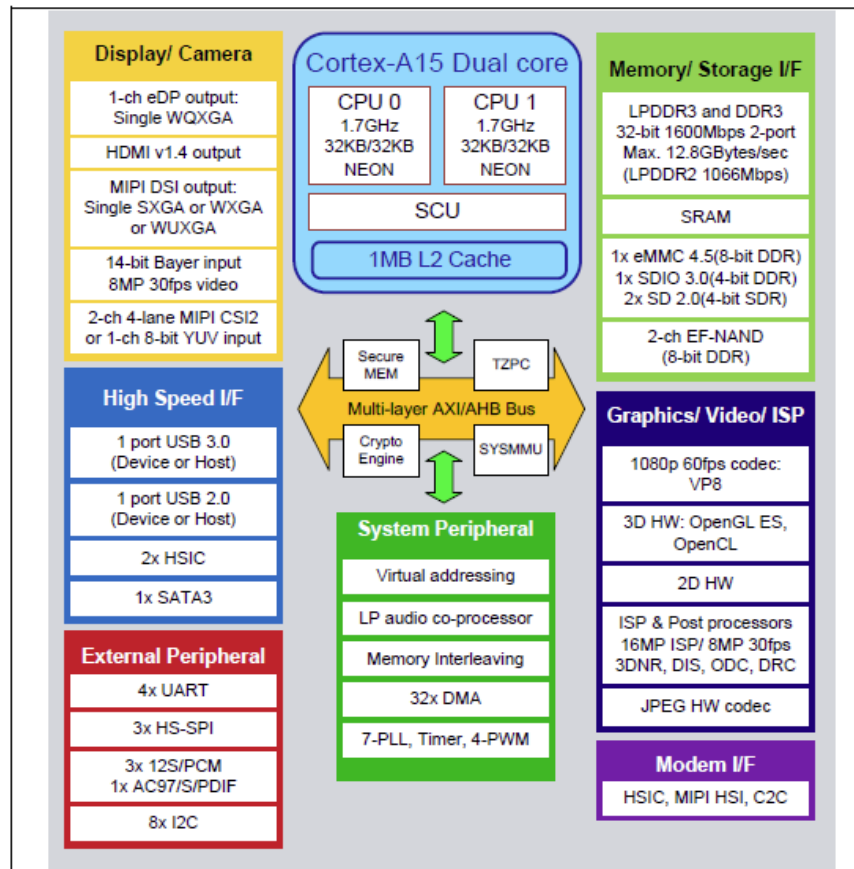 Display/ Camera
1-ch eDP output:
Single WQXGA
HDMI v1.4 output
MIPI DSI output:
Single SXGA or WXGA
or WUXGA
14-bit Bayer input
8MP 30fps video
2-ch 4-lane MIPI CSI2
or 1-ch 8-bit YUV input
High Speed I/F
1 port USB 3.0
(Device or Host)
1 port USB 2.0
(Device or Host)
2x HSIC
1x SATA3
External Peripheral
4x UART
3x HS-SPI
3x 12S/PCM
1x AC97/S/PDIF
8x I2C
Cortex-A15 Dual core
CPU 0
1.7GHz
32KB/32KB
NEON
CPU 1
1.7GHz
32KB/32KB
NEON
SCU
1MB L2 Cache
Secure
MEM
TZPC
Multi-layer AXI/AHB Bus
Crypto
Engine
SYSMMU
System Peripheral
Virtual addressing
LP audio co-processor
Memory Interleaving
32x DMA
7-PLL, Timer, 4-PWM
Memory/ Storage I/F
LPDDR3 and DDR3
32-bit 1600Mbps 2-port
Max. 12.8GBytes/sec
(LPDDR2 1066Mbps)
SRAM
1x eMMC 4.5(8-bit DDR)
1x SDIO 3.0(4-bit DDR)
2x SD 2.0(4-bit SDR)
2-ch EF-NAND
(8-bit DDR)
Graphics/ Video/ ISP
1080p 60fps codec:
VP8
3D HW: OpenGL ES,
OpenCL
2D HW
ISP & Post processors
16MP ISP/ 8MP 30fps
3DNR, DIS, ODC, DRC
JPEG HW codec
Modem I/F
HSIC, MIPI HSI, C2C